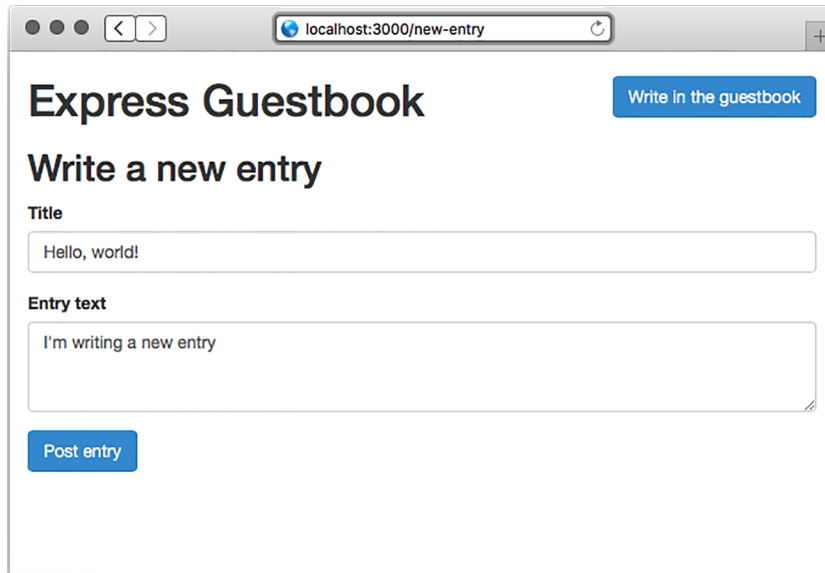 localhost:3000/new-entry
Express Guestbook
Write in the guestbook
Write a new entry
Title
Hello, world!
Entry text
I'm writing a new entry
Post entry